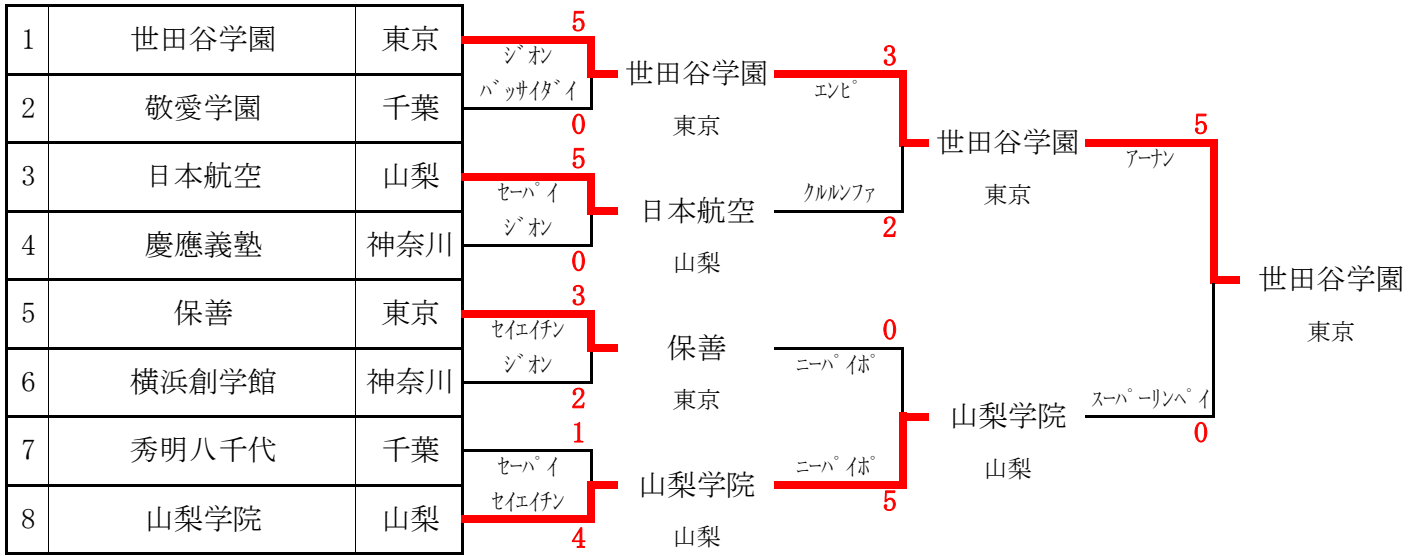 1 世田谷学園 東京
2 敬愛学園 千葉
3 日本航空 山梨
4 慶應義塾 神奈川
5 保善 東京
6 横浜創学館 神奈川
7 秀明八千代 千葉
8 山梨学院 山梨
5
ｼﾞｵﾝ
ﾊﾞｯｻｲﾀﾞｲ
0
5
ｾｰﾊﾟｲ
ｼﾞｵﾝ
0
3
ｾｲｴｲﾁﾝ
ｼﾞｵﾝ
2
1
ｾｰﾊﾟｲ
ｾｲｴｲﾁﾝ
4
世田谷学園
東京
日本航空
山梨
保善
東京
山梨学院
山梨
3
ｴﾝﾋﾟ
ｸﾙﾙﾝﾌｧ
2
0
ﾆｰﾊﾟｲﾎﾟ
ﾆｰﾊﾟｲﾎﾟ
5
世田谷学園
東京
山梨学院
山梨
5
ｱｰﾅﾝ
ｽｰﾊﾟｰﾘﾝﾍﾟｲ
0
世田谷学園
東京